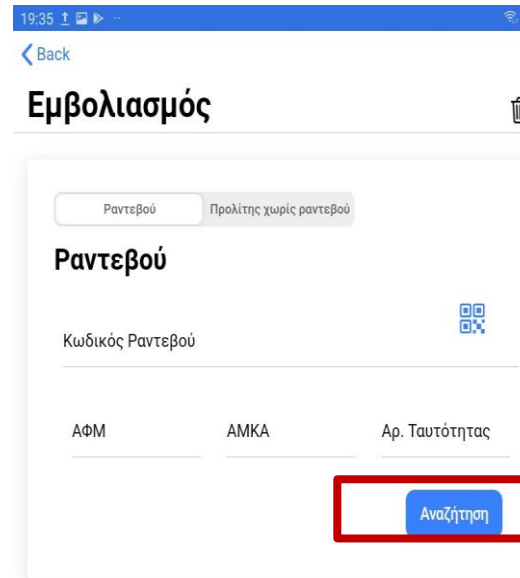 19:35
Back
Εμβολιασμός
Ραντεβού Προλίτης χωρίς ραντεβού
Ραντεβού
Κωδικός Ραντεβού
ΑΦΜ ΑΜΚΑ Αρ. Ταυτότητας
Αναζήτηση